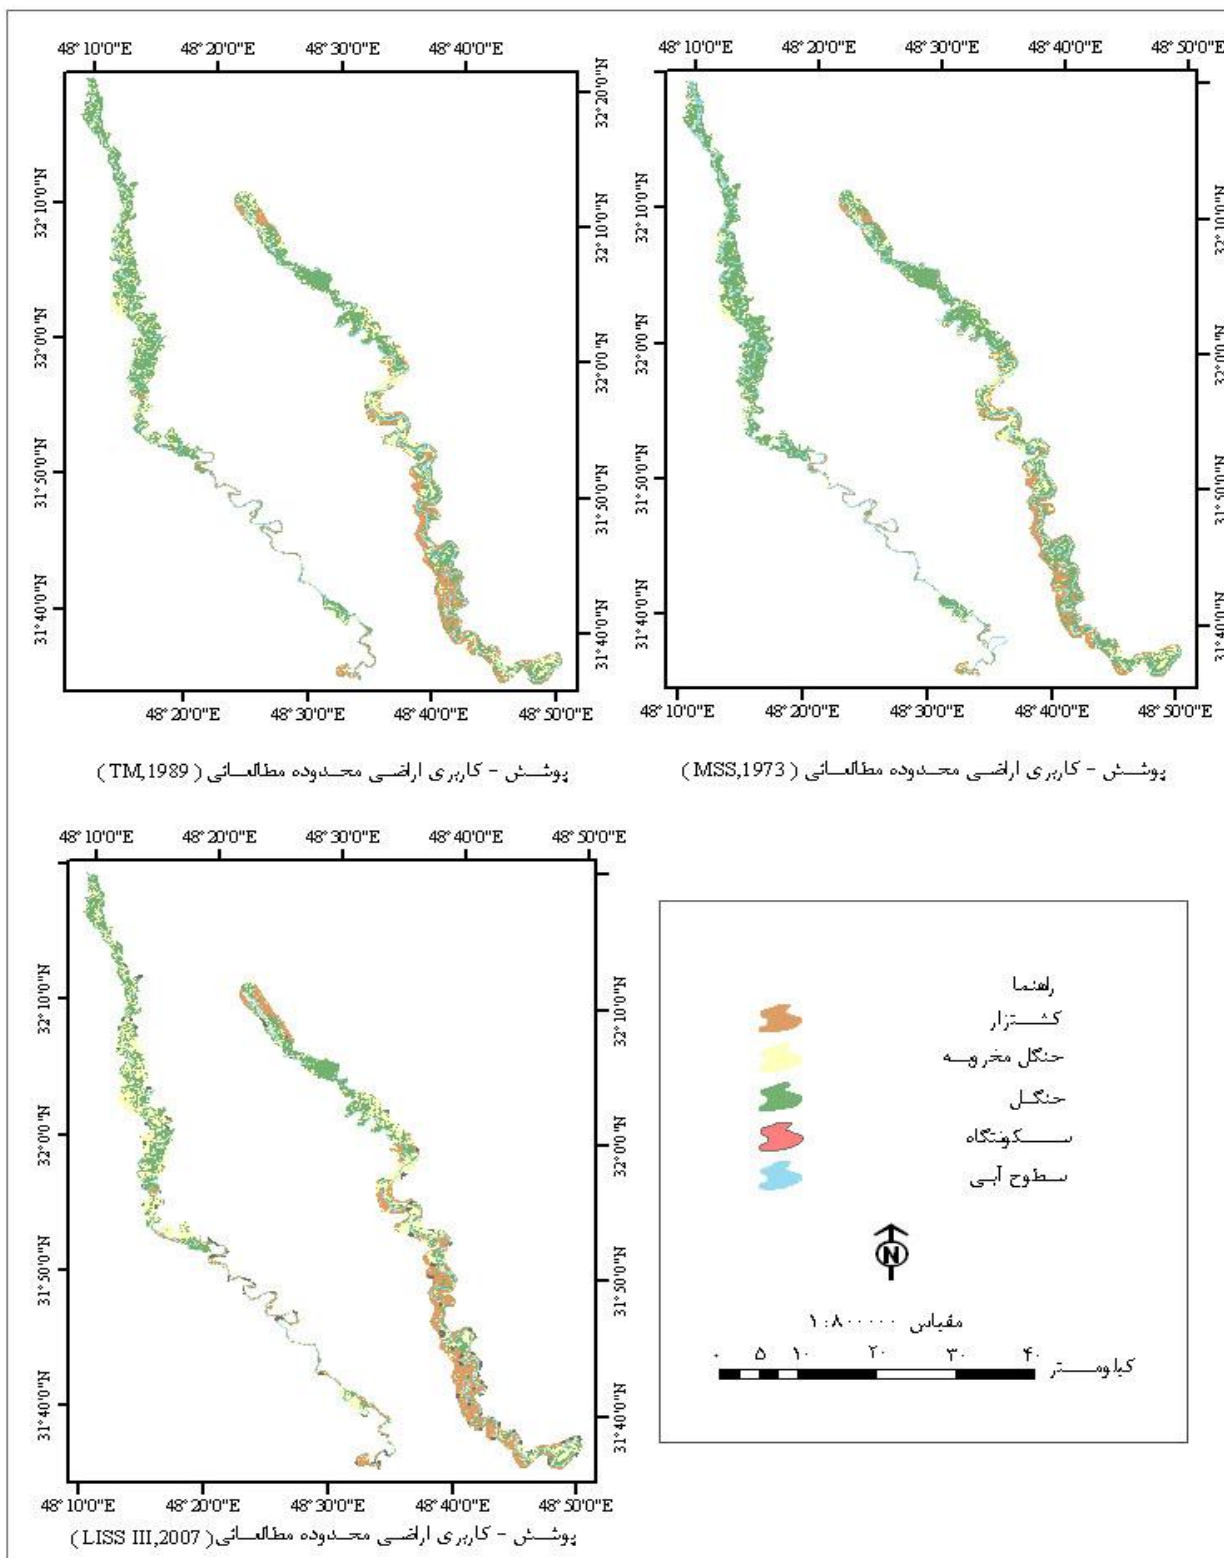 48°10'0"E 48°20'0"E 48°30'0"E 48°40'0"E
48°20'0"E 48°30'0"E 48°40'0"E 48°50'0"E
32°10'0"N
32°0'0"N
31°50'0"N
31°40'0"N
32°20'0"N
32°10'0"N
32°0'0"N
31°50'0"N
31°40'0"N
48°20'0"E 48°30'0"E 48°40'0"E 48°50'0"E
48°10'0"E 48°20'0"E 48°30'0"E 48°40'0"E 48°50'0"E
32°10'0"N
32°0'0"N
31°50'0"N
31°40'0"N
32°10'0"N
32°0'0"N
31°50'0"N
31°40'0"N
پوشش - کاربری اراضی محدوده مطالعاتی ( TM,1989 )
پوشش - کاربری اراضی محدوده مطالعاتی ( MSS,1973 )
48°10'0"E 48°20'0"E 48°30'0"E 48°40'0"E 48°50'0"E
32°10'0"N
32°0'0"N
31°50'0"N
31°40'0"N
32°10'0"N
32°0'0"N
31°50'0"N
31°40'0"N
48°10'0"E 48°20'0"E 48°30'0"E 48°40'0"E 48°50'0"E
پوشش - کاربری اراضی محدوده مطالعاتی ( LISS III,2007 )
راهنما
کشتزار
جنگل مخروبه
جنگل
سکونتگاه
سطوح آبی
N
مقیاس ۱:۸۰۰۰۰۰
۰ ۵ ۱۰ ۲۰ ۳۰ ۴۰
کیلومتر